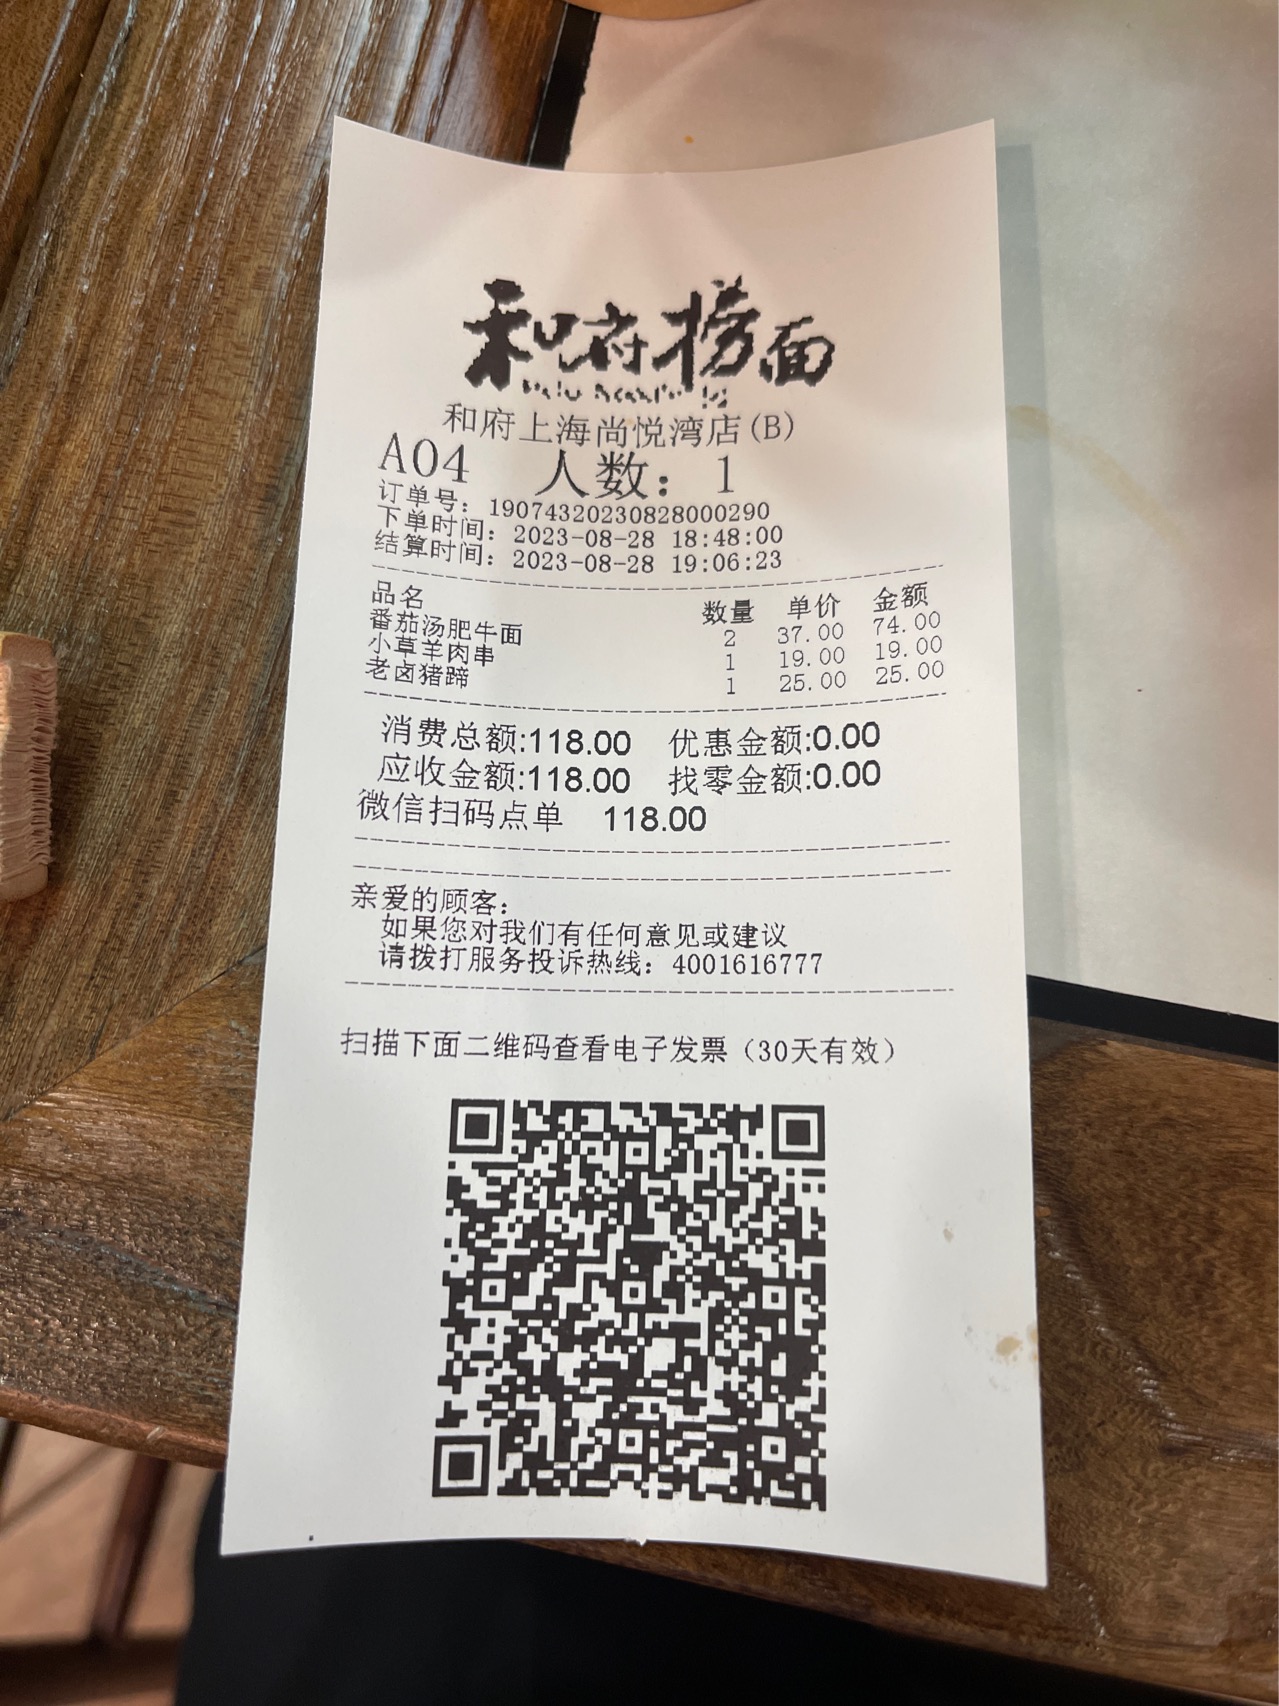 和府捞面
和府上海尚悦湾店(B)
A04 人数：1
订单号：19074320230828000290
下单时间：2023-08-28 18:48:00
结算时间：2023-08-28 19:06:23
品名 数量 单价 金额
番茄汤肥牛面 2 37.00 74.00
小草羊肉串 1 19.00 19.00
老卤猪蹄 1 25.00 25.00
消费总额:118.00 优惠金额:0.00
应收金额:118.00 找零金额:0.00
微信扫码点单 118.00
亲爱的顾客：
如果您对我们有任何意见或建议
请拨打服务投诉热线：4001616777
扫描下面二维码查看电子发票（30天有效）